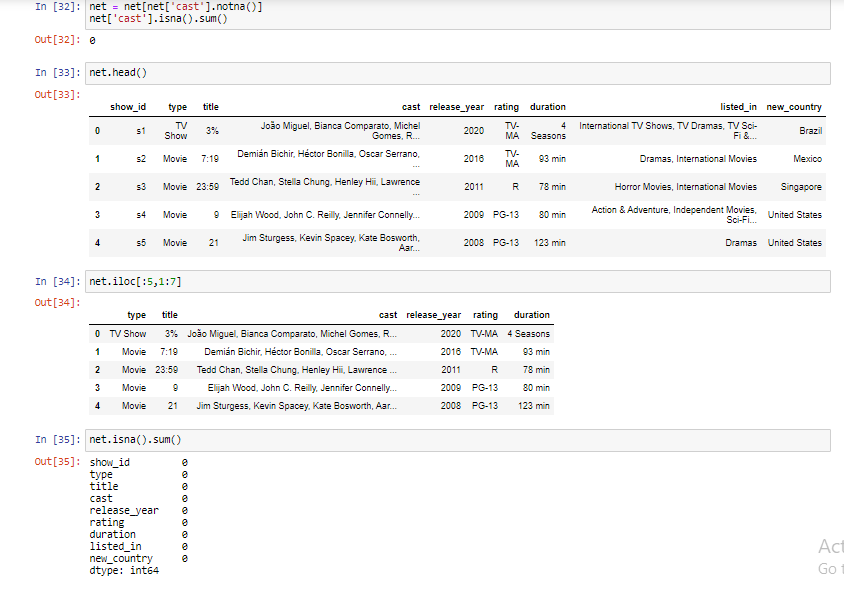 In [32]: net = net[net['cast'].notna()]
net['cast'].isna().sum()
Out[32]: 0
In [33]: net.head()
Out[33]:
show_id type title cast release_year rating duration listed_in new_country
0 s1 TV Show 3% João Miguel, Bianca Comparato, Michel Gomes, R... 2020 TV-MA 4 Seasons International TV Shows, TV Dramas, TV Sci-Fi &... Brazil
1 s2 Movie 7:19 Demián Bichir, Héctor Bonilla, Oscar Serrano, ... 2016 TV-MA 93 min Dramas, International Movies Mexico
2 s3 Movie 23:59 Tedd Chan, Stella Chung, Henley Hii, Lawrence ... 2011 R 78 min Horror Movies, International Movies Singapore
3 s4 Movie 9 Elijah Wood, John C. Reilly, Jennifer Connelly... 2009 PG-13 80 min Action & Adventure, Independent Movies, Sci-Fi... United States
4 s5 Movie 21 Jim Sturgess, Kevin Spacey, Kate Bosworth, Aar... 2008 PG-13 123 min Dramas United States
In [34]: net.iloc[:5,1:7]
Out[34]:
type title cast release_year rating duration
0 TV Show 3% João Miguel, Bianca Comparato, Michel Gomes, R... 2020 TV-MA 4 Seasons
1 Movie 7:19 Demián Bichir, Héctor Bonilla, Oscar Serrano, ... 2016 TV-MA 93 min
2 Movie 23:59 Tedd Chan, Stella Chung, Henley Hii, Lawrence ... 2011 R 78 min
3 Movie 9 Elijah Wood, John C. Reilly, Jennifer Connelly... 2009 PG-13 80 min
4 Movie 21 Jim Sturgess, Kevin Spacey, Kate Bosworth, Aar... 2008 PG-13 123 min
In [35]: net.isna().sum()
Out[35]: show_id 0
type 0
title 0
cast 0
release_year 0
rating 0
duration 0
listed_in 0
new_country 0
dtype: int64
Act
Go t